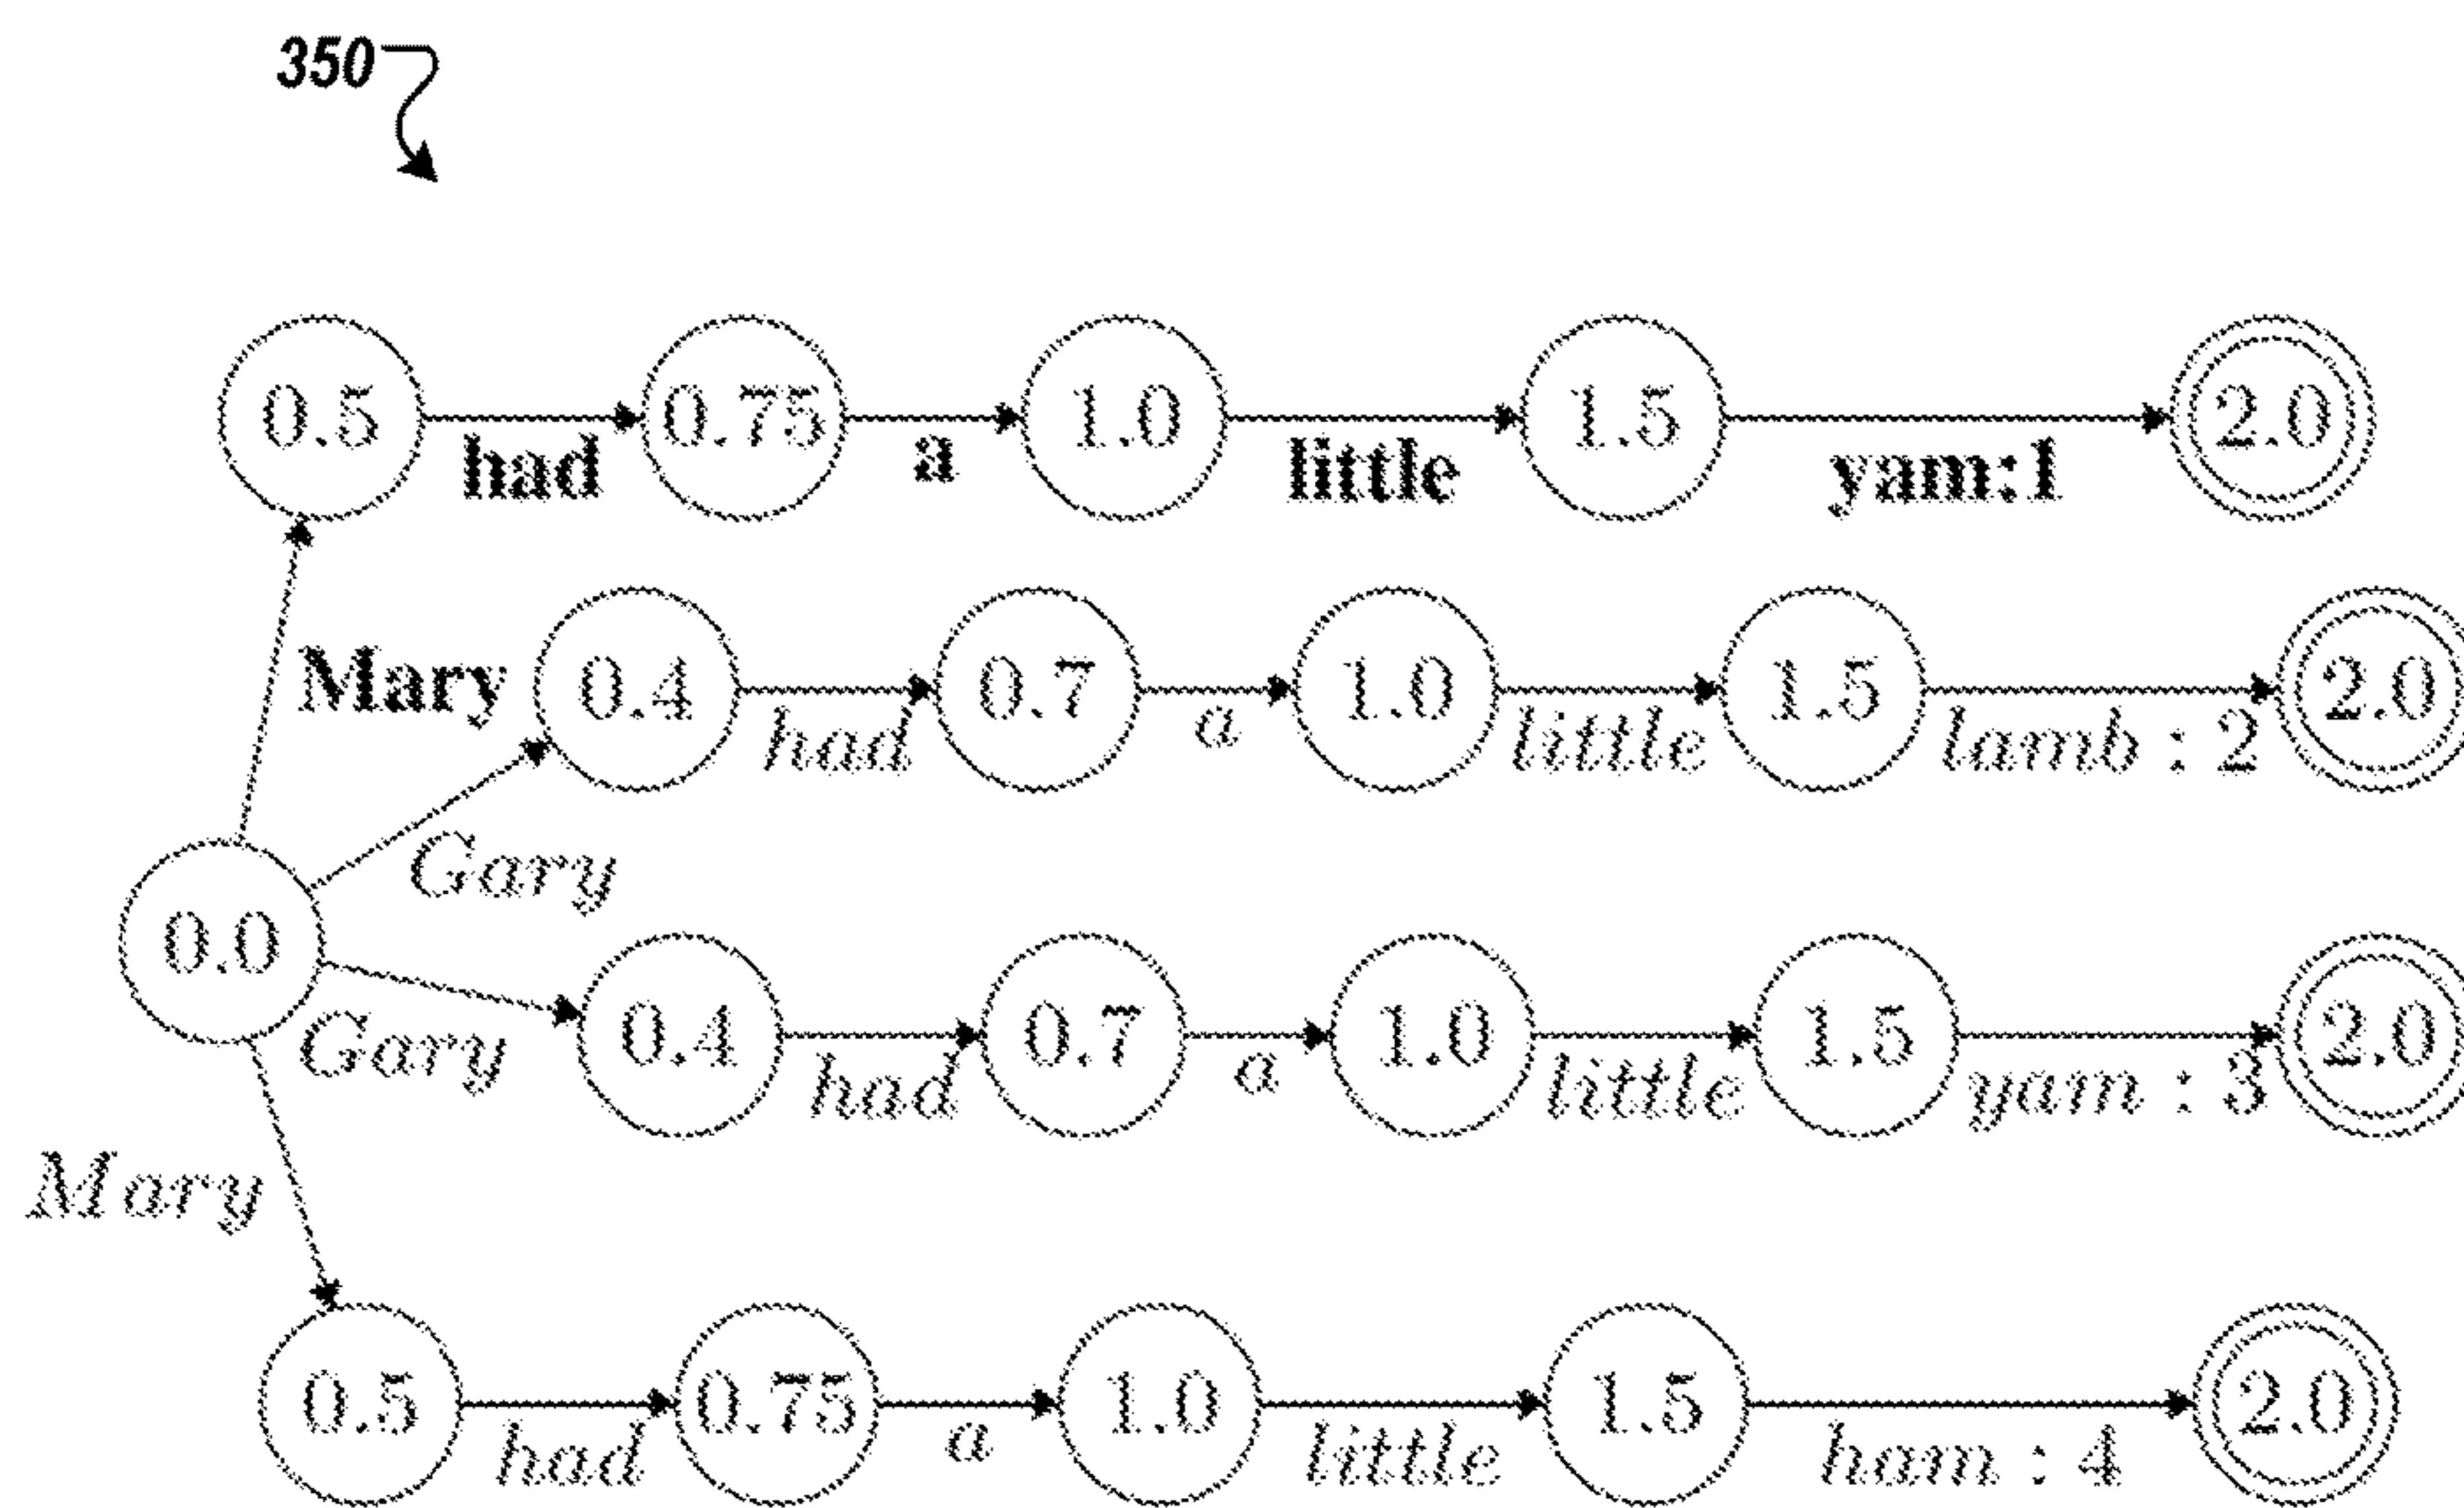 350
0.5 had 0.75 a 1.0 little 1.5 yam:1 2.0
Mary 0.4 had 0.7 a 1.0 little 1.5 lamb : 2 2.0
Gary
0.0
Gary 0.4 had 0.7 a 1.0 little 1.5 yam : 3 2.0
Mary
0.5 had 0.75 a 1.0 little 1.5 ham : 4 2.0